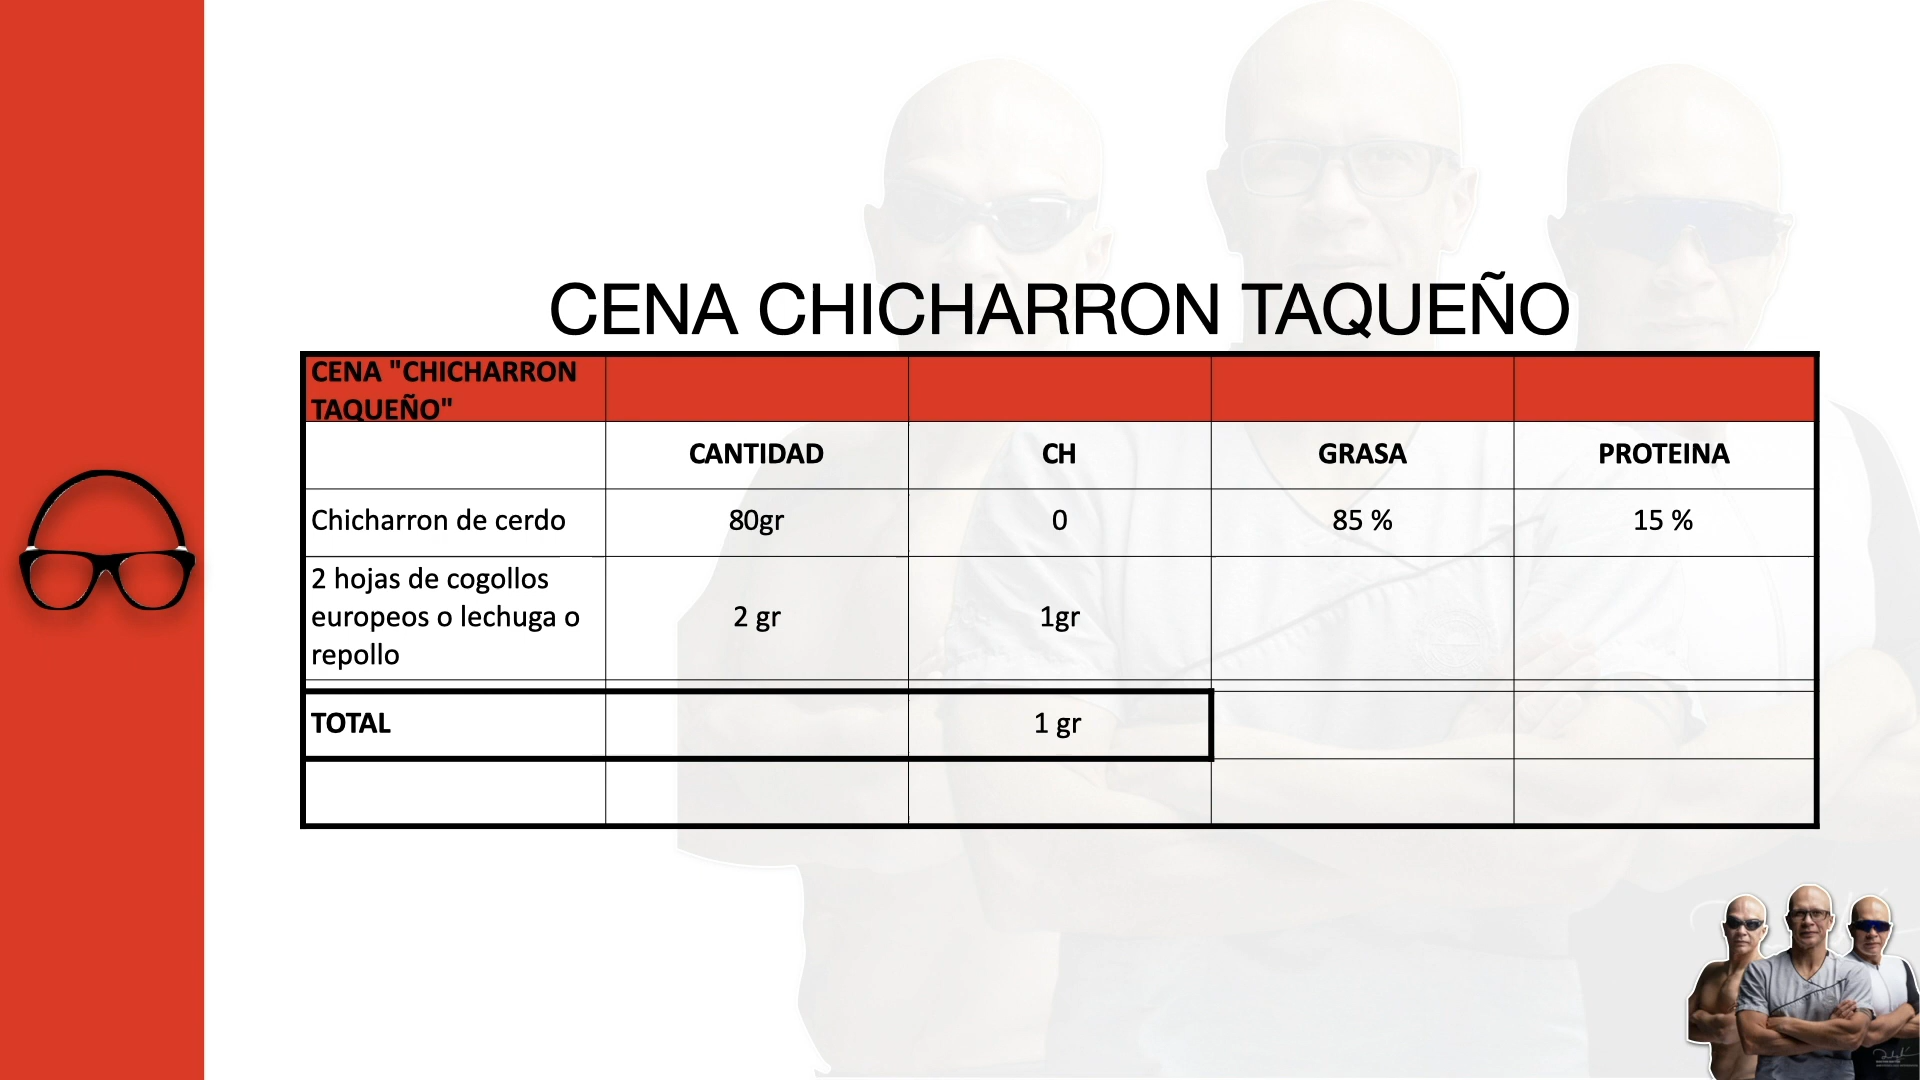 CENA CHICHARRON TAQUEÑO
CENA "CHICHARRON
TAQUEÑO"
CANTIDAD CH GRASA PROTEINA
Chicharron de cerdo 80gr 0 85 % 15 %
2 hojas de cogollos
europeos o lechuga o
repollo
2 gr 1gr
TOTAL 1 gr